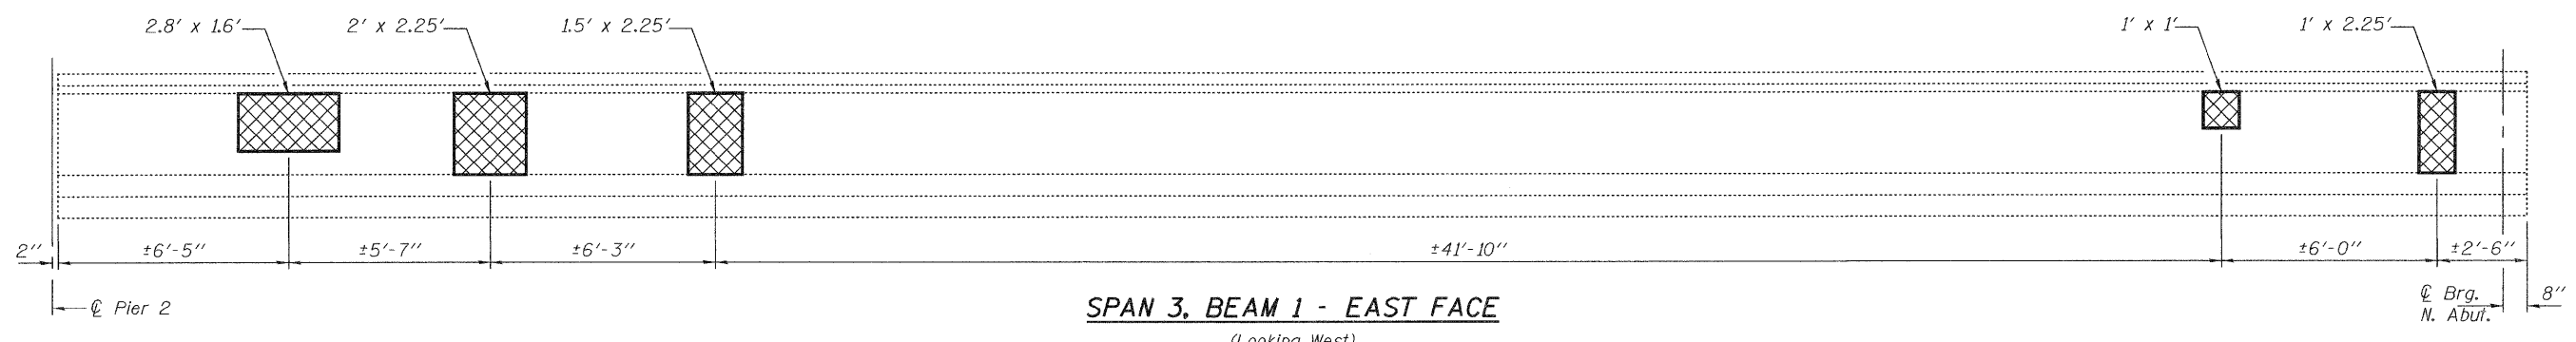 2.8' x 1.6'
2' x 2.25'
1.5' x 2.25'
1' x 1'
1' x 2.25'
2''
±6'-5''
±5'-7''
±6'-3''
±41'-10''
±6'-0''
±2'-6''
℄ Pier 2
SPAN 3, BEAM 1 - EAST FACE
(Looking West)
℄ Brg.
N. Abut.
8''